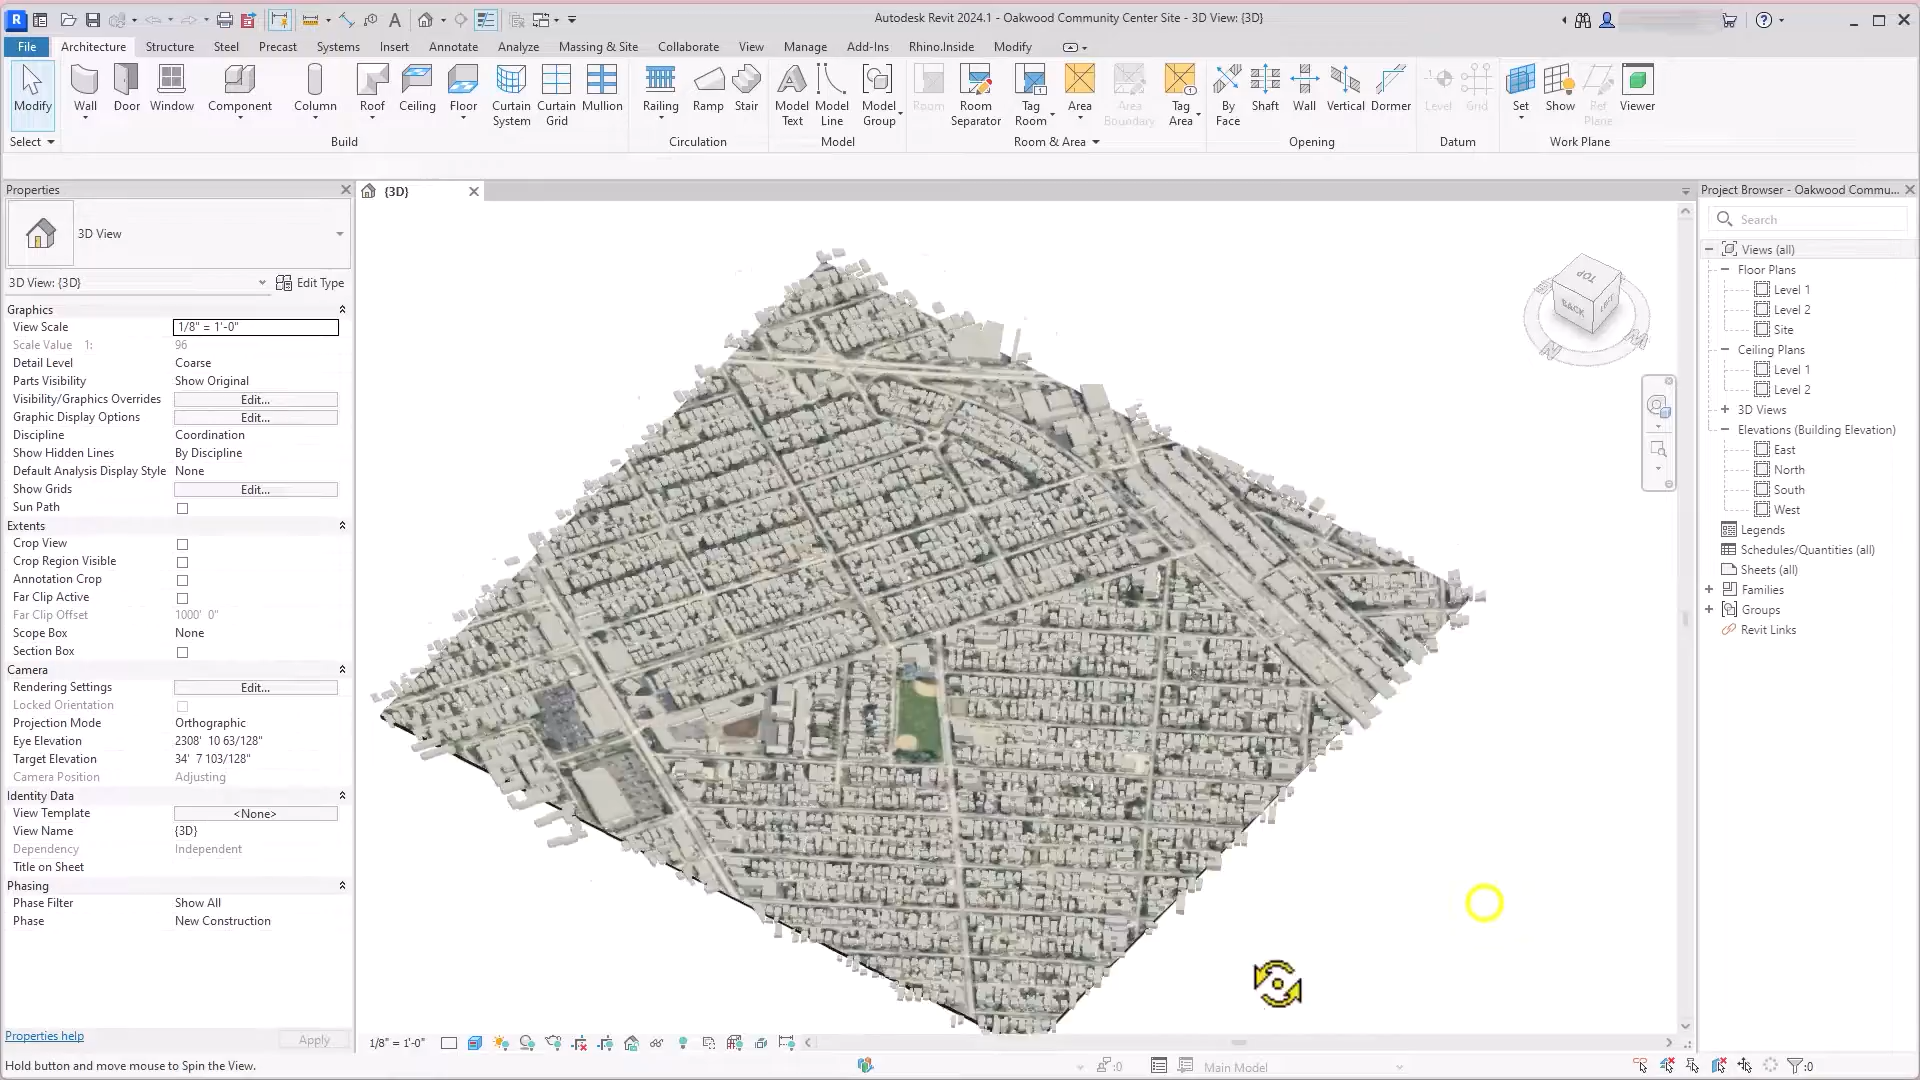 Autodesk Revit 2024.1 - Oakwood Community Center Site - 3D View: {3D}
File Architecture Structure Steel Precast Systems Insert Annotate Analyze Massing & Site Collaborate View Manage Add-Ins Rhino.Inside Modify
Modify Wall Door Window Component Column Roof Ceiling Floor Curtain System Curtain Grid Mullion Railing Ramp Stair Model Text Model Line Model Group Room Room Separator Tag Room Area Area Boundary Tag Area By Face Shaft Wall Vertical Dormer Level Grid Set Show Ref Plane Viewer
Select Build Circulation Model Room & Area Opening Datum Work Plane
Properties
3D View
3D View: {3D}
Edit Type
Graphics
View Scale 1/8" = 1'-0"
Scale Value 1: 96
Detail Level Coarse
Parts Visibility Show Original
Visibility/Graphics Overrides Edit...
Graphic Display Options Edit...
Discipline Coordination
Show Hidden Lines By Discipline
Default Analysis Display Style None
Show Grids Edit...
Sun Path
Extents
Crop View
Crop Region Visible
Annotation Crop
Far Clip Active
Far Clip Offset 1000' 0"
Scope Box None
Section Box
Camera
Rendering Settings Edit...
Locked Orientation
Projection Mode Orthographic
Eye Elevation 2308' 10 63/128"
Target Elevation 34' 7 103/128"
Camera Position Adjusting
Identity Data
View Template <None>
View Name {3D}
Dependency Independent
Title on Sheet
Phasing
Phase Filter Show All
Phase New Construction
Properties help
Apply
{3D}
TOP
BACK
LEFT
N
W
1/8" = 1'-0"
Project Browser - Oakwood Commu...
Search
Views (all)
Floor Plans
Level 1
Level 2
Site
Ceiling Plans
Level 1
Level 2
3D Views
Elevations (Building Elevation)
East
North
South
West
Legends
Schedules/Quantities (all)
Sheets (all)
Families
Groups
Revit Links
Hold button and move mouse to Spin the View.
:0
Main Model
:0